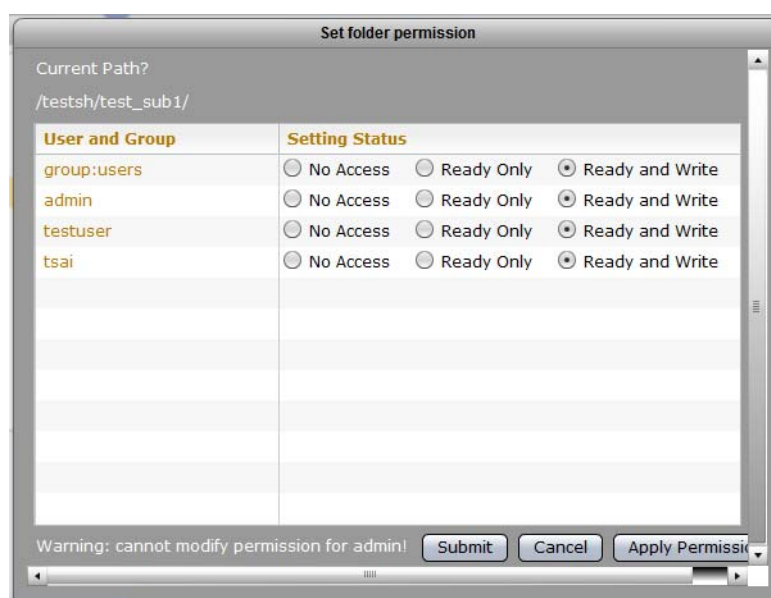 Set folder permission
Current Path?
/testsh/test_sub1/
User and Group Setting Status
group:users No Access Ready Only Ready and Write
admin No Access Ready Only Ready and Write
testuser No Access Ready Only Ready and Write
tsai No Access Ready Only Ready and Write
Warning: cannot modify permission for admin! Submit Cancel Apply